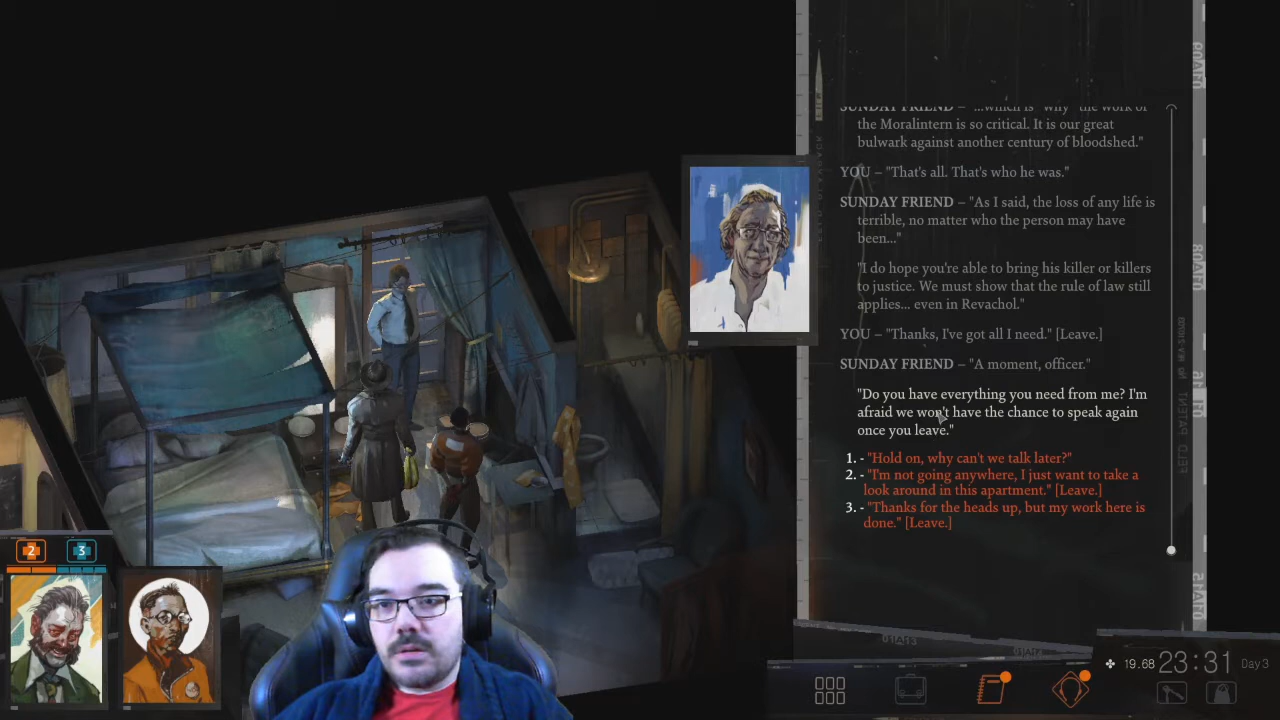 SUNDAY FRIEND – "...which is *why* the work of
the Moralintern is so critical. It is our great
bulwark against another century of bloodshed."
YOU – "That's all. That's who he was."
SUNDAY FRIEND – "As I said, the loss of any life is
terrible, no matter who the person may have
been..."
"I do hope you're able to bring his killer or killers
to justice. We must show that the rule of law still
applies... even in Revachol."
YOU – "Thanks, I've got all I need." [Leave.]
SUNDAY FRIEND – "A moment, officer."
"Do you have everything you need from me? I'm
afraid we won't have the chance to speak again
once you leave."
1. - "Hold on, why can't we talk later?"
2. - "I'm not going anywhere, I just want to take a
look around in this apartment." [Leave.]
3. - "Thanks for the heads up, but my work here is
done." [Leave.]
2
3
19.68
23:31
Day 3